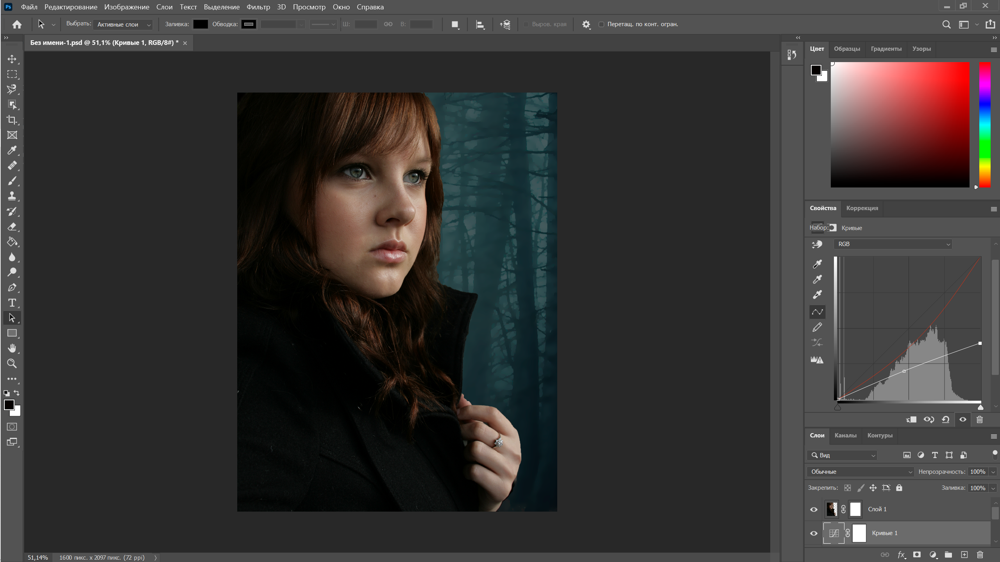 Ps Файл Редактирование Изображение Слои Текст Выделение Фильтр 3D Просмотр Окно Справка
Выбрать: Активные слои Заливка: Обводка: Ш: В: Выров. края Перетащ. по конт. огран.
Без имени-1.psd @ 51,1% (Кривые 1, RGB/8#) *
Цвет Образцы Градиенты Узоры
Свойства Коррекция
Набор: Кривые
RGB
Слои Каналы Контуры
Вид
Обычные Непрозрачность: 100%
Закрепить: Заливка: 100%
Слой 1
Кривые 1
fx
51,14% 1600 пикс. x 2097 пикс. (72 ppi)